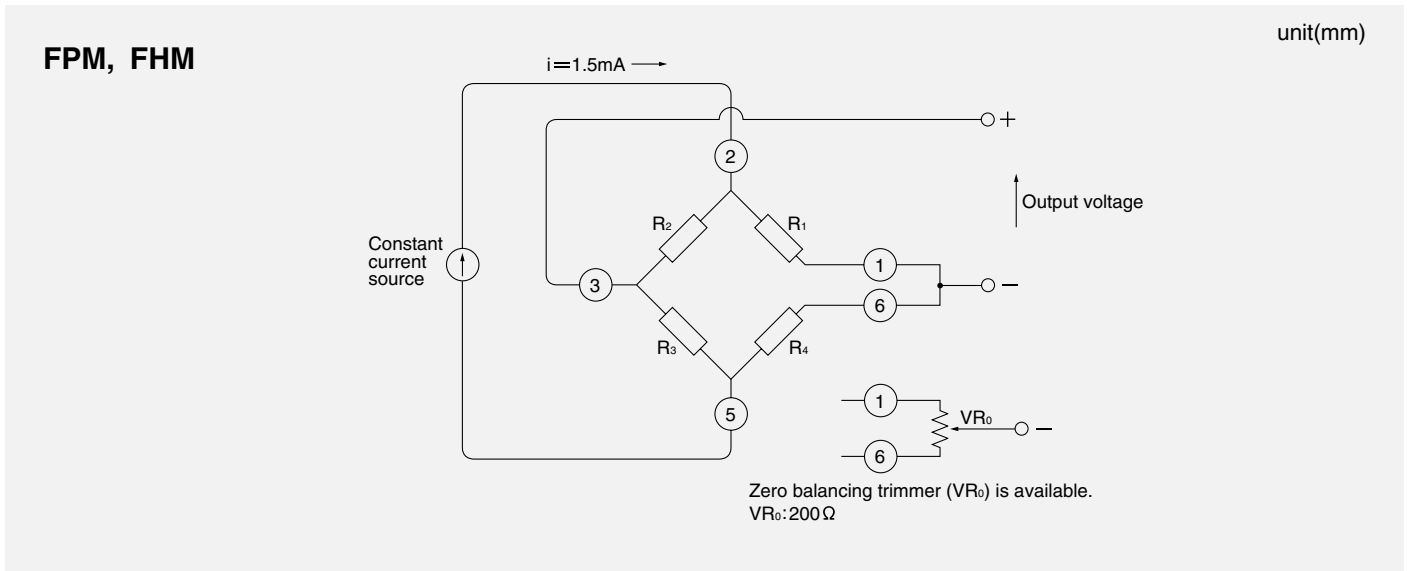 unit(mm)
FPM, FHM
i=1.5mA
+
2
Output voltage
R₂
R₁
Constant
current
source
1
3
−
6
R₃
R₄
1
5
VR₀
−
6
Zero balancing trimmer (VR₀) is available.
VR₀:200Ω